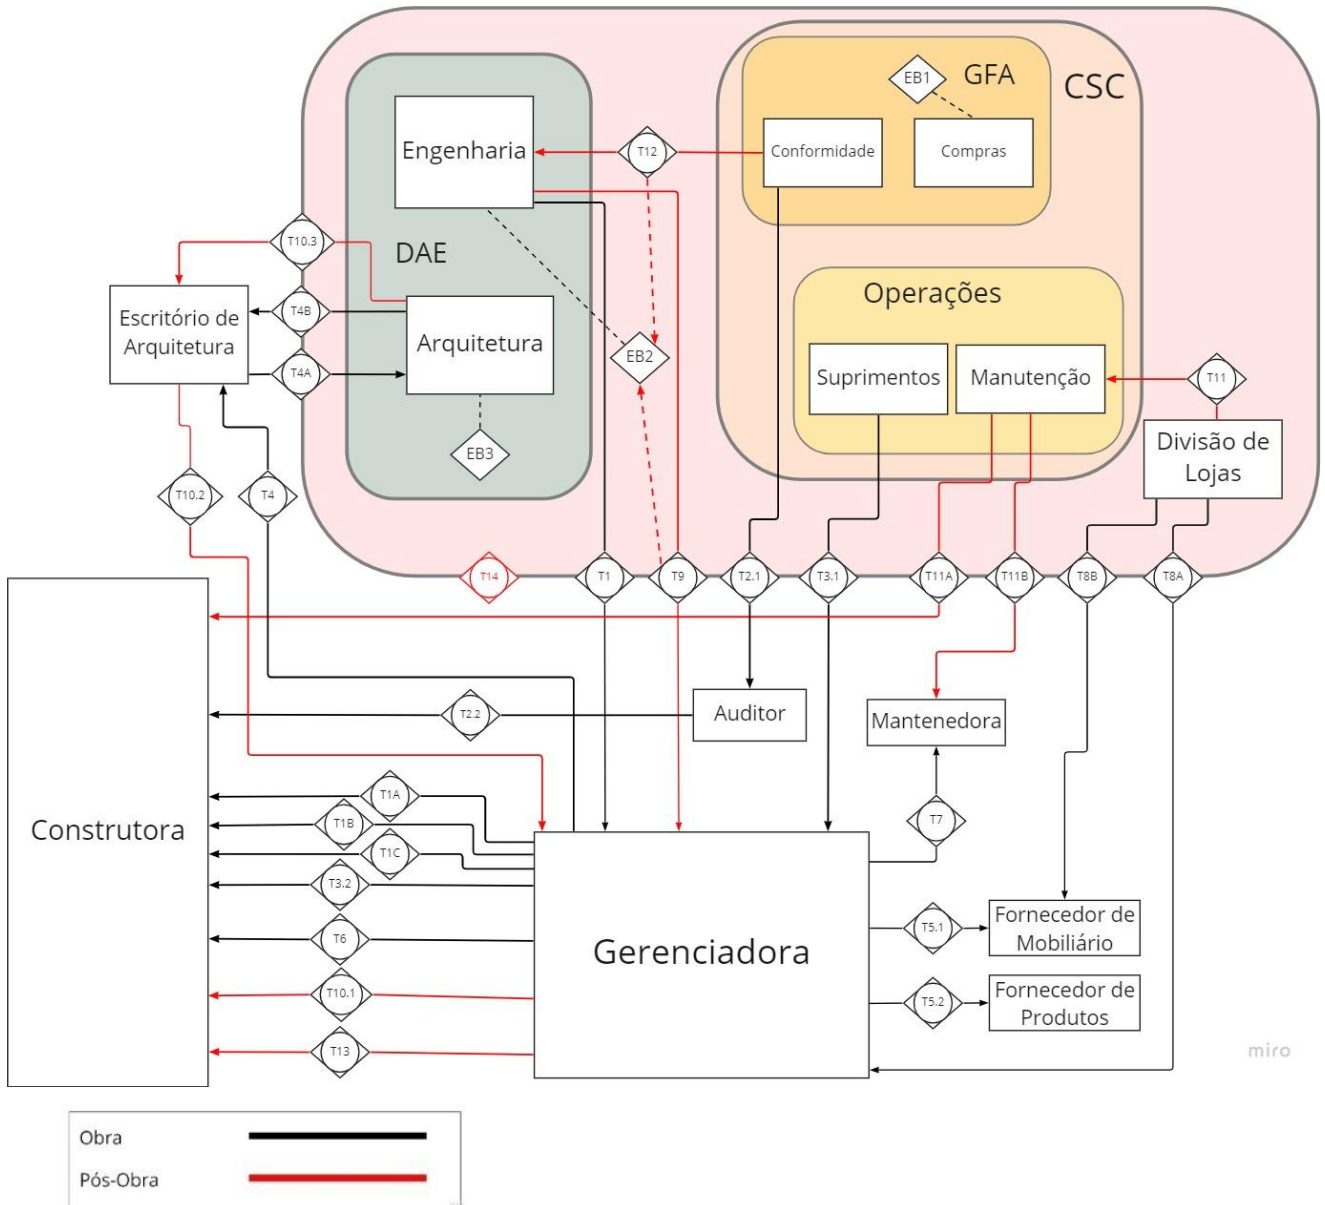 EB1
GFA
CSC
Engenharia
T12
Conformidade
Compras
T10.3
DAE
Operações
Escritório de
Arquitetura
T4B
Arquitetura
EB2
T4A
Suprimentos
Manutenção
T11
Divisão de
Lojas
EB3
T10.2
T4
T14
T1
T9
T2.1
T3.1
T11A
T11B
T8B
T8A
T2.2
Auditor
Mantenedora
T1A
T1B
T7
Construtora
T1C
T3.2
T6
T10.1
T13
Gerenciadora
T5.1
Fornecedor de
Mobiliário
T5.2
Fornecedor de
Produtos
miro
Obra
Pós-Obra